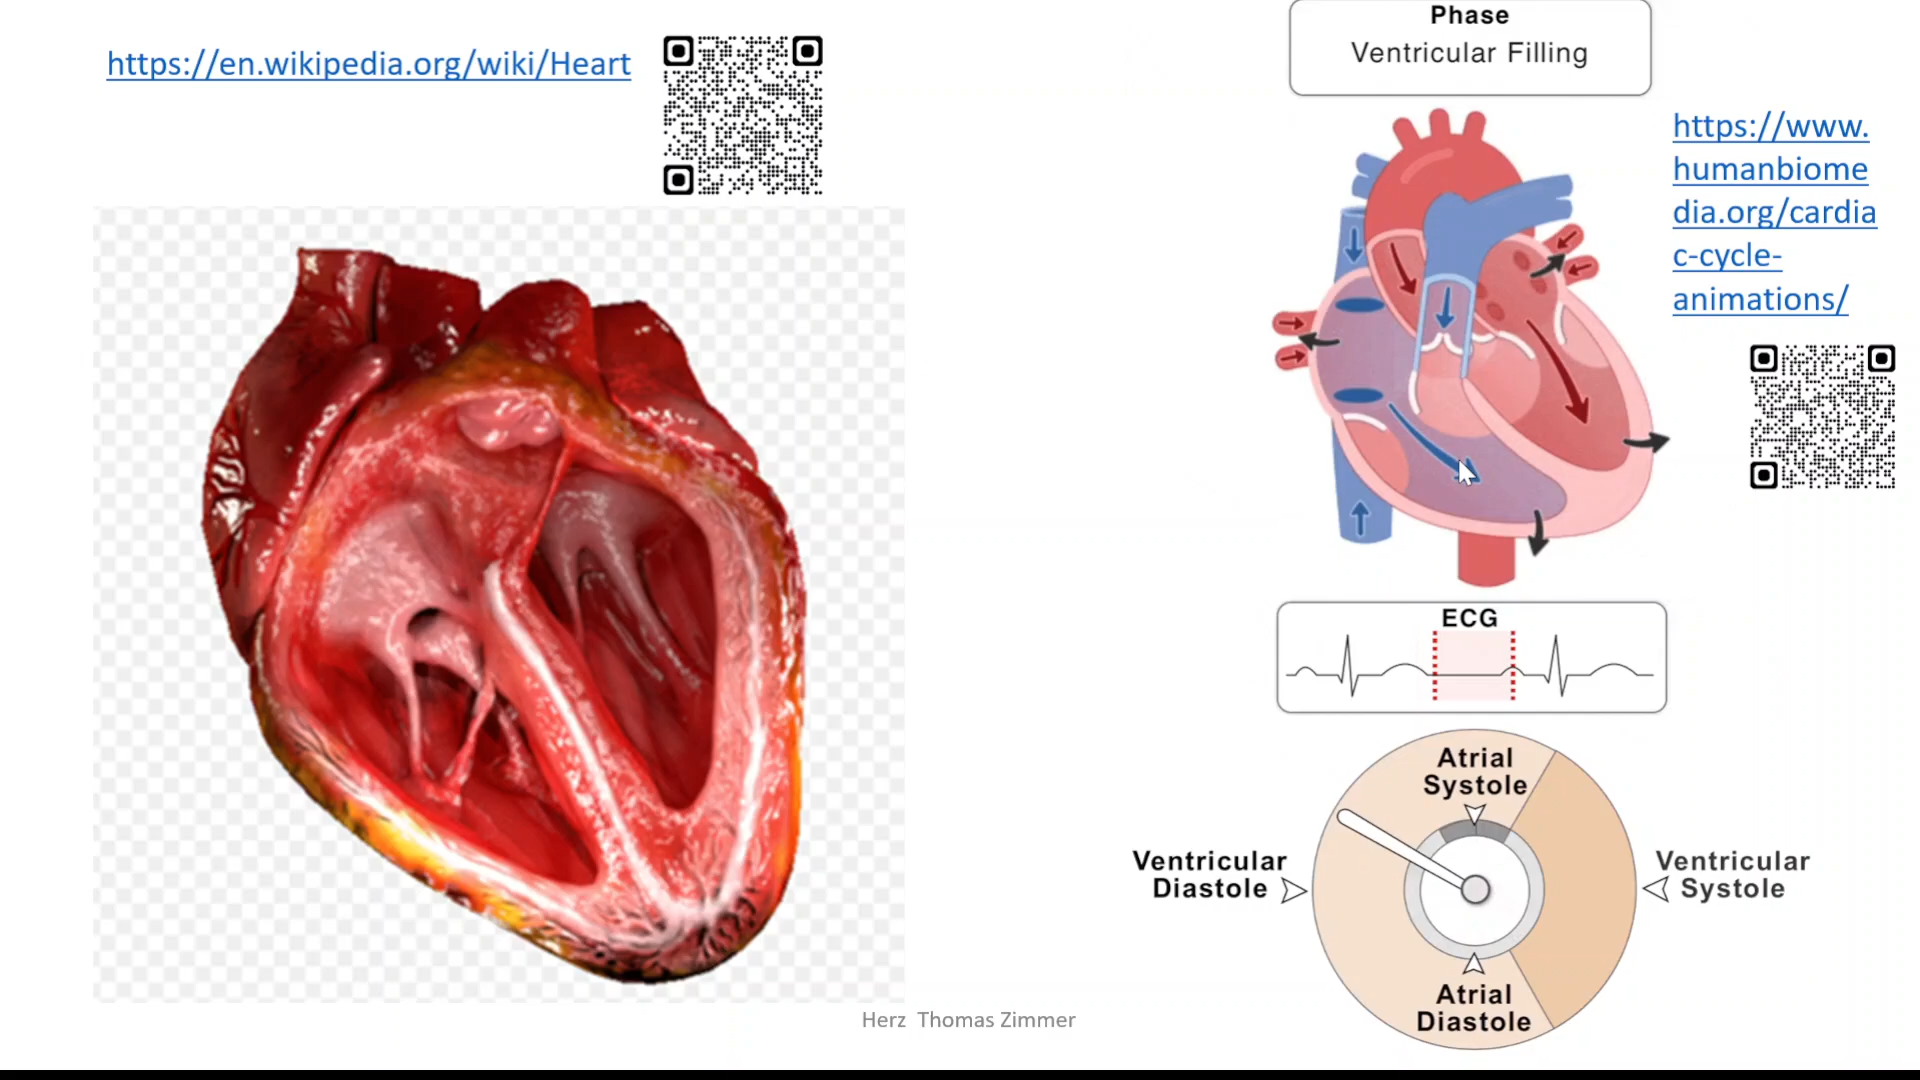 https://en.wikipedia.org/wiki/Heart
Phase
Ventricular Filling
https://www.
humanbiome
dia.org/cardia
c-cycle-
animations/
ECG
Atrial
Systole
Ventricular
Diastole
Ventricular
Systole
Atrial
Diastole
Herz  Thomas Zimmer